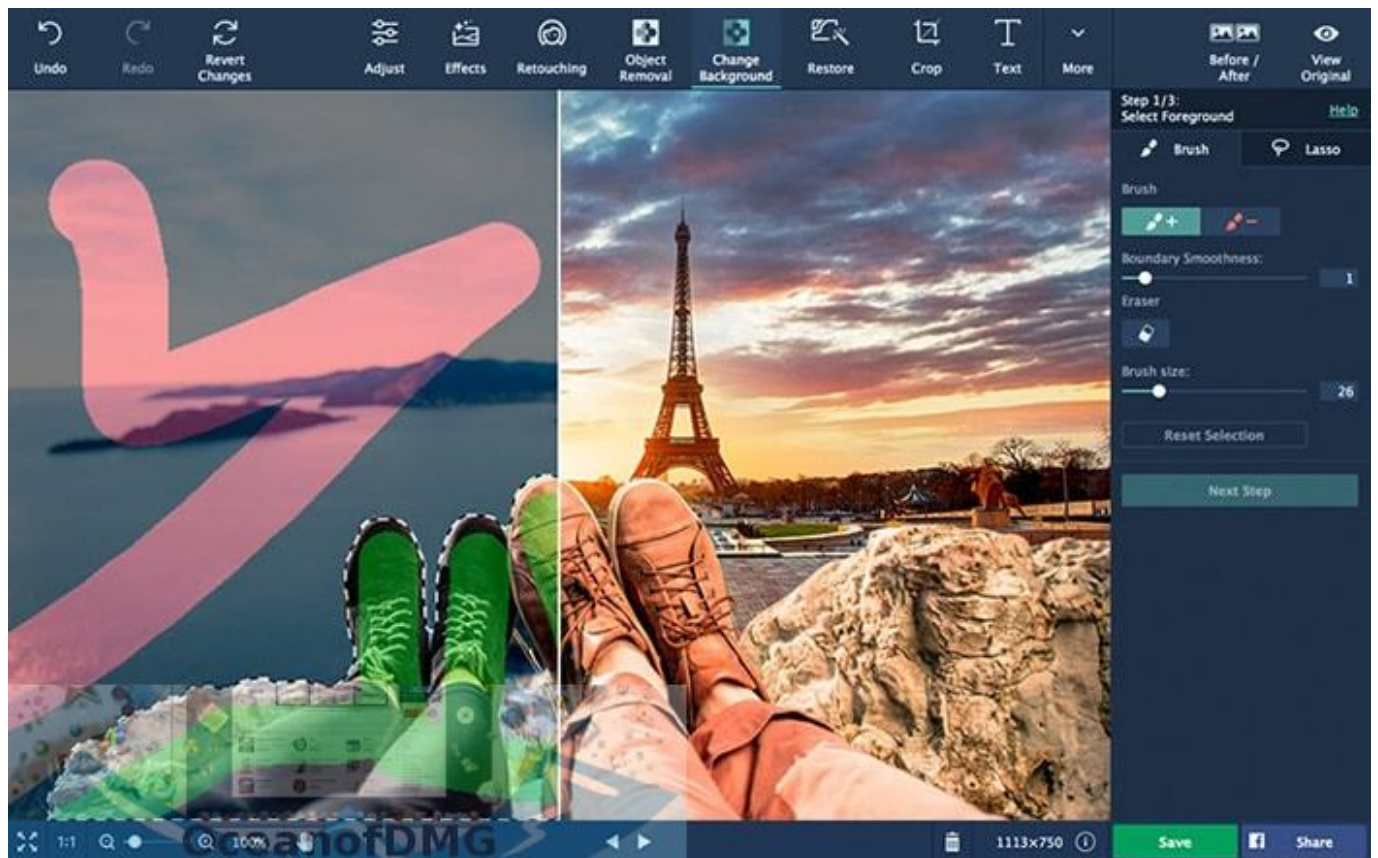 Undo
Redo
Revert
Changes
Adjust
Effects
Retouching
Object
Removal
Change
Background
Restore
Crop
Text
More
Before /
After
View
Original
Step 1/3:
Select Foreground
Help
Brush
Lasso
Brush
Boundary Smoothness:
1
Eraser
Brush size:
26
Reset Selection
Next Step
OceanofDMG
1:1
100%
1113×750
Save
Share